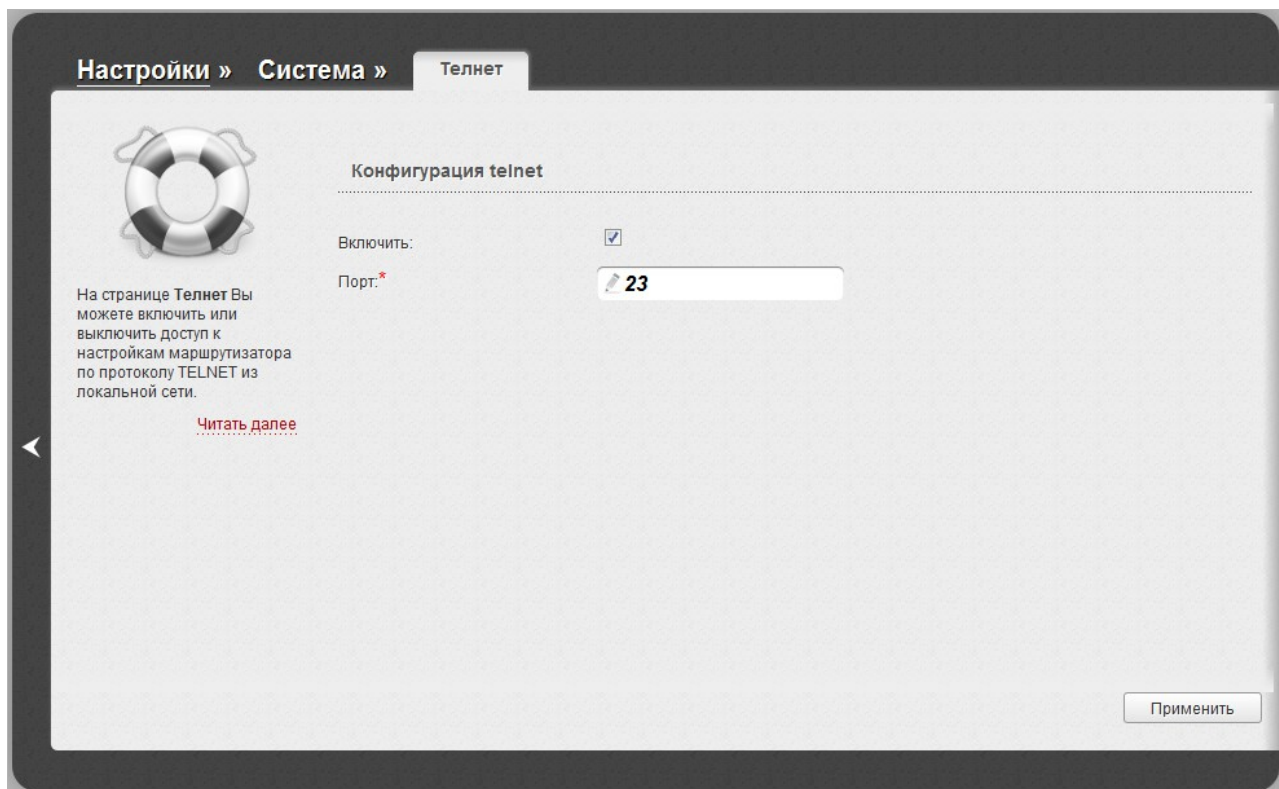 Настройки » Система » Телнет
Конфигурация telnet
Включить:
Порт:*
23
На странице Телнет Вы
можете включить или
выключить доступ к
настройкам маршрутизатора
по протоколу TELNET из
локальной сети.
Читать далее
Применить